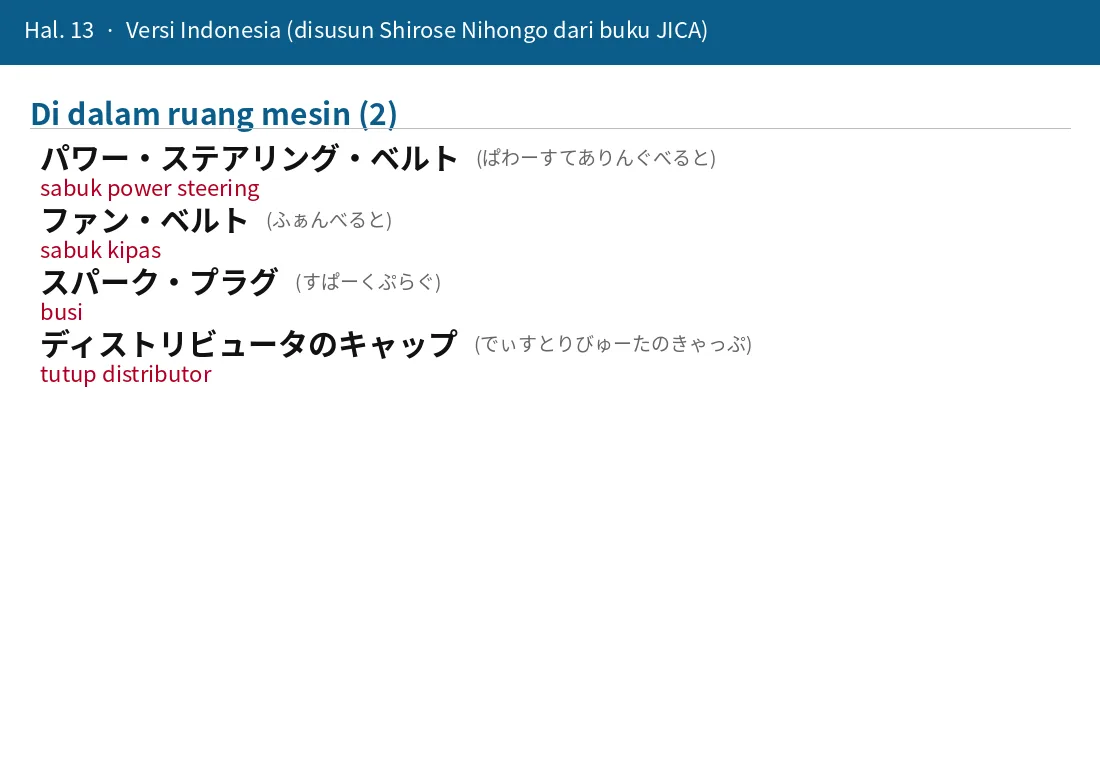 Hal. 13 · Versi Indonesia (disusun Shirose Nihongo dari buku JICA)
Di dalam ruang mesin (2)
パワー・ステアリング・ベルト (ぱわーすてありんぐべると)
sabuk power steering
ファン・ベルト (ふぁんべると)
sabuk kipas
スパーク・プラグ (すぱーくぷらぐ)
busi
ディストリビュータのキャップ (でぃすとりびゅーたのきゃっぷ)
tutup distributor